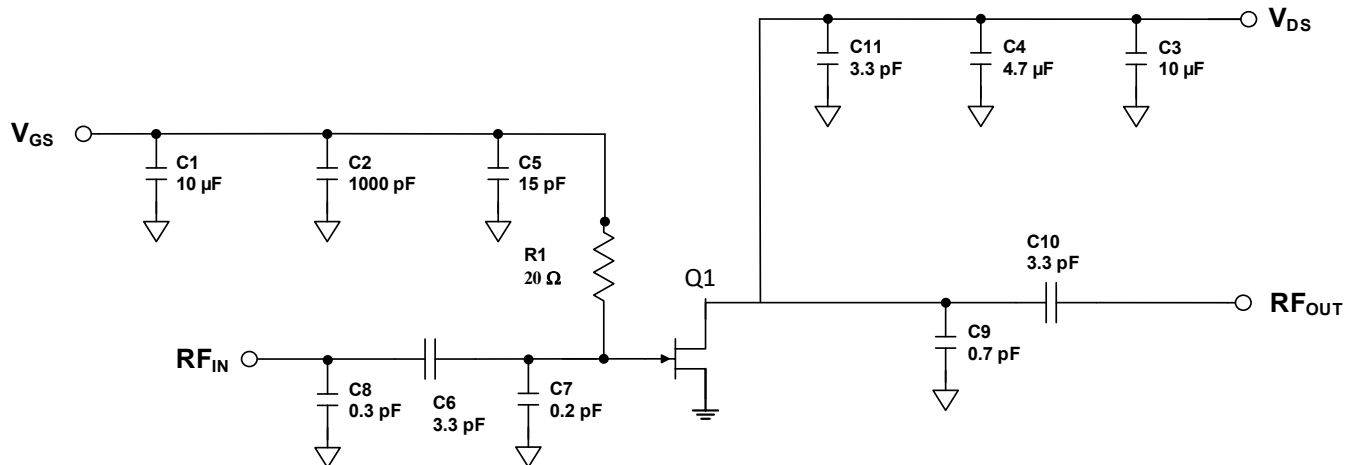 V_DS
C11
3.3 pF
C4
4.7 µF
C3
10 µF
V_GS
C1
10 µF
C2
1000 pF
C5
15 pF
R1
20 Ω
Q1
C10
3.3 pF
RF_OUT
C9
0.7 pF
RF_IN
C8
0.3 pF
C6
3.3 pF
C7
0.2 pF